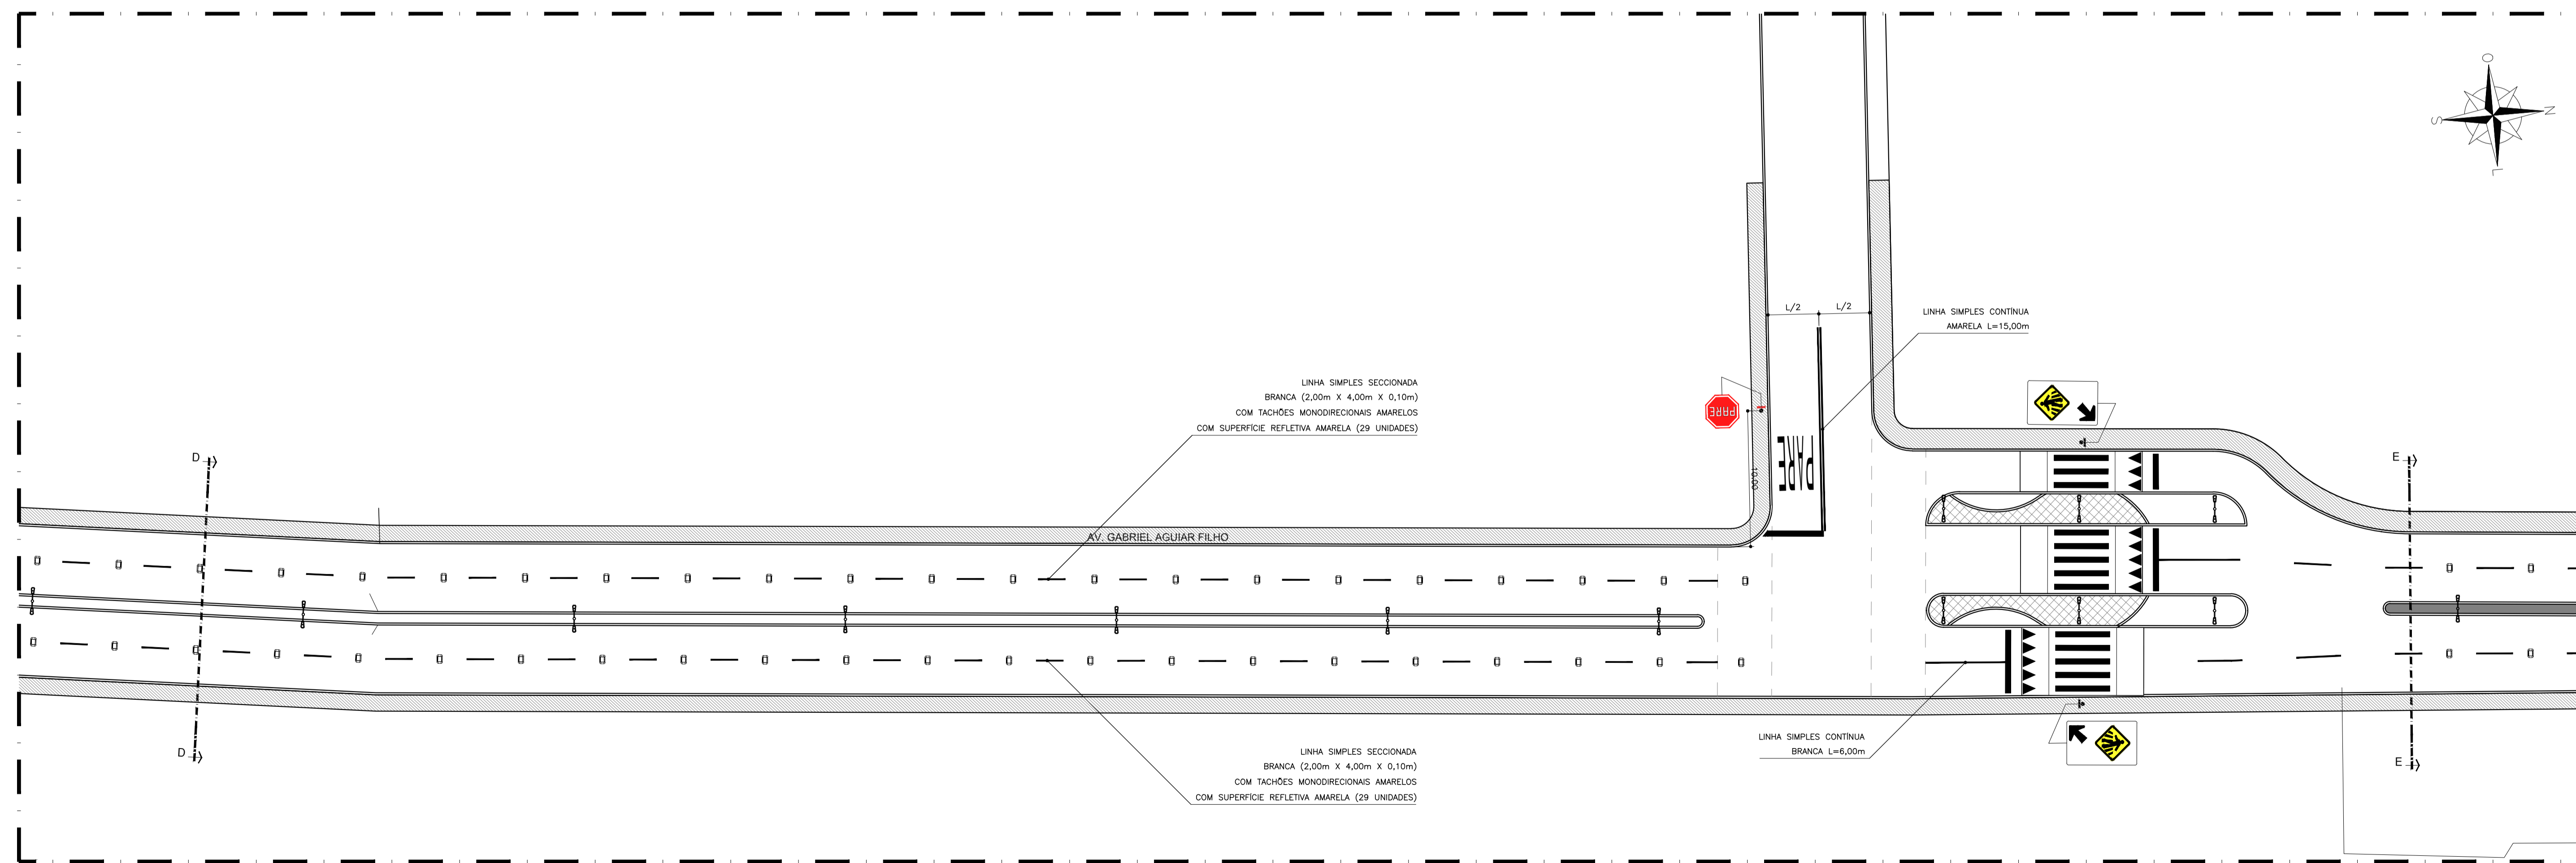 O
N
S
L
L/2
L/2
LINHA SIMPLES CONTÍNUA
AMARELA L=15,00m
LINHA SIMPLES SECCIONADA
BRANCA (2,00m X 4,00m X 0,10m)
COM TACHÕES MONODIRECIONAIS AMARELOS
COM SUPERFÍCIE REFLETIVA AMARELA (29 UNIDADES)
PARE
PARE
10,00
D
E
AV. GABRIEL AGUIAR FILHO
LINHA SIMPLES CONTÍNUA
BRANCA L=6,00m
D
E
LINHA SIMPLES SECCIONADA
BRANCA (2,00m X 4,00m X 0,10m)
COM TACHÕES MONODIRECIONAIS AMARELOS
COM SUPERFÍCIE REFLETIVA AMARELA (29 UNIDADES)